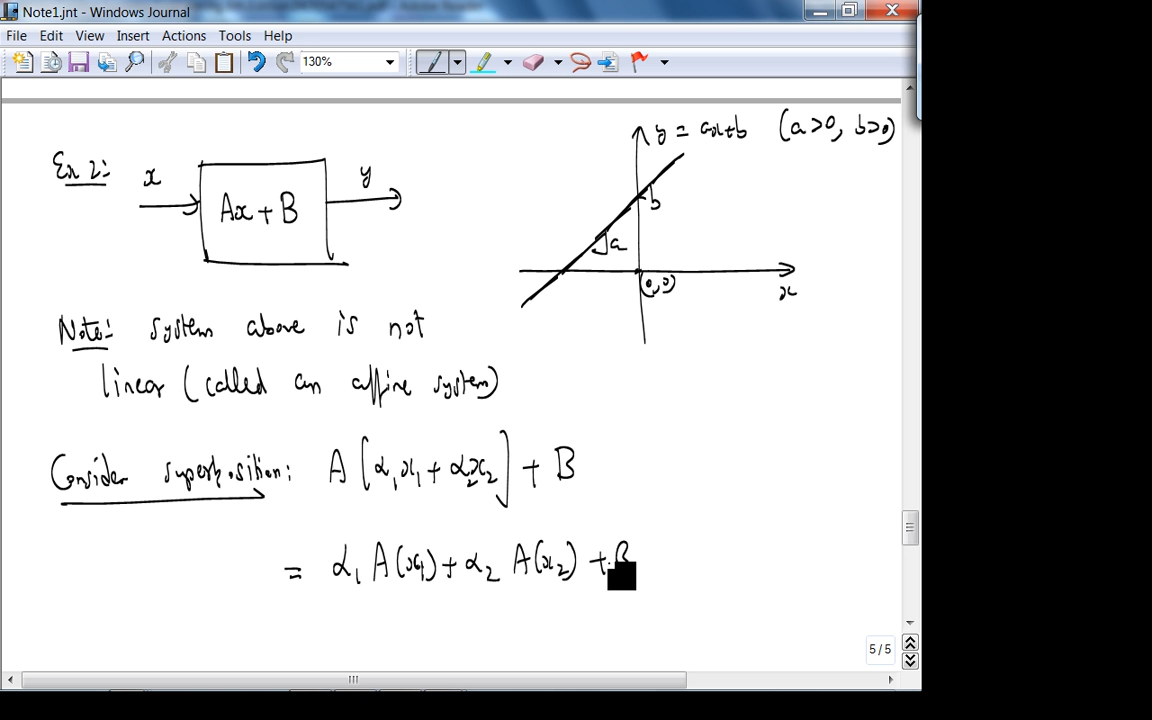 Note1.jnt - Windows Journal
File Edit View Insert Actions Tools Help
130%
y = ax+b (a>0, b>0)
Ex 2:
x
y
Ax + B
b
a
(0,0)
x
Note: system above is not
linear (called an affine system)
Consider superposition: A[α₁x₁ + α₂x₂] + B
= α₁ A(x₁) + α₂ A(x₂) + B
5 / 5